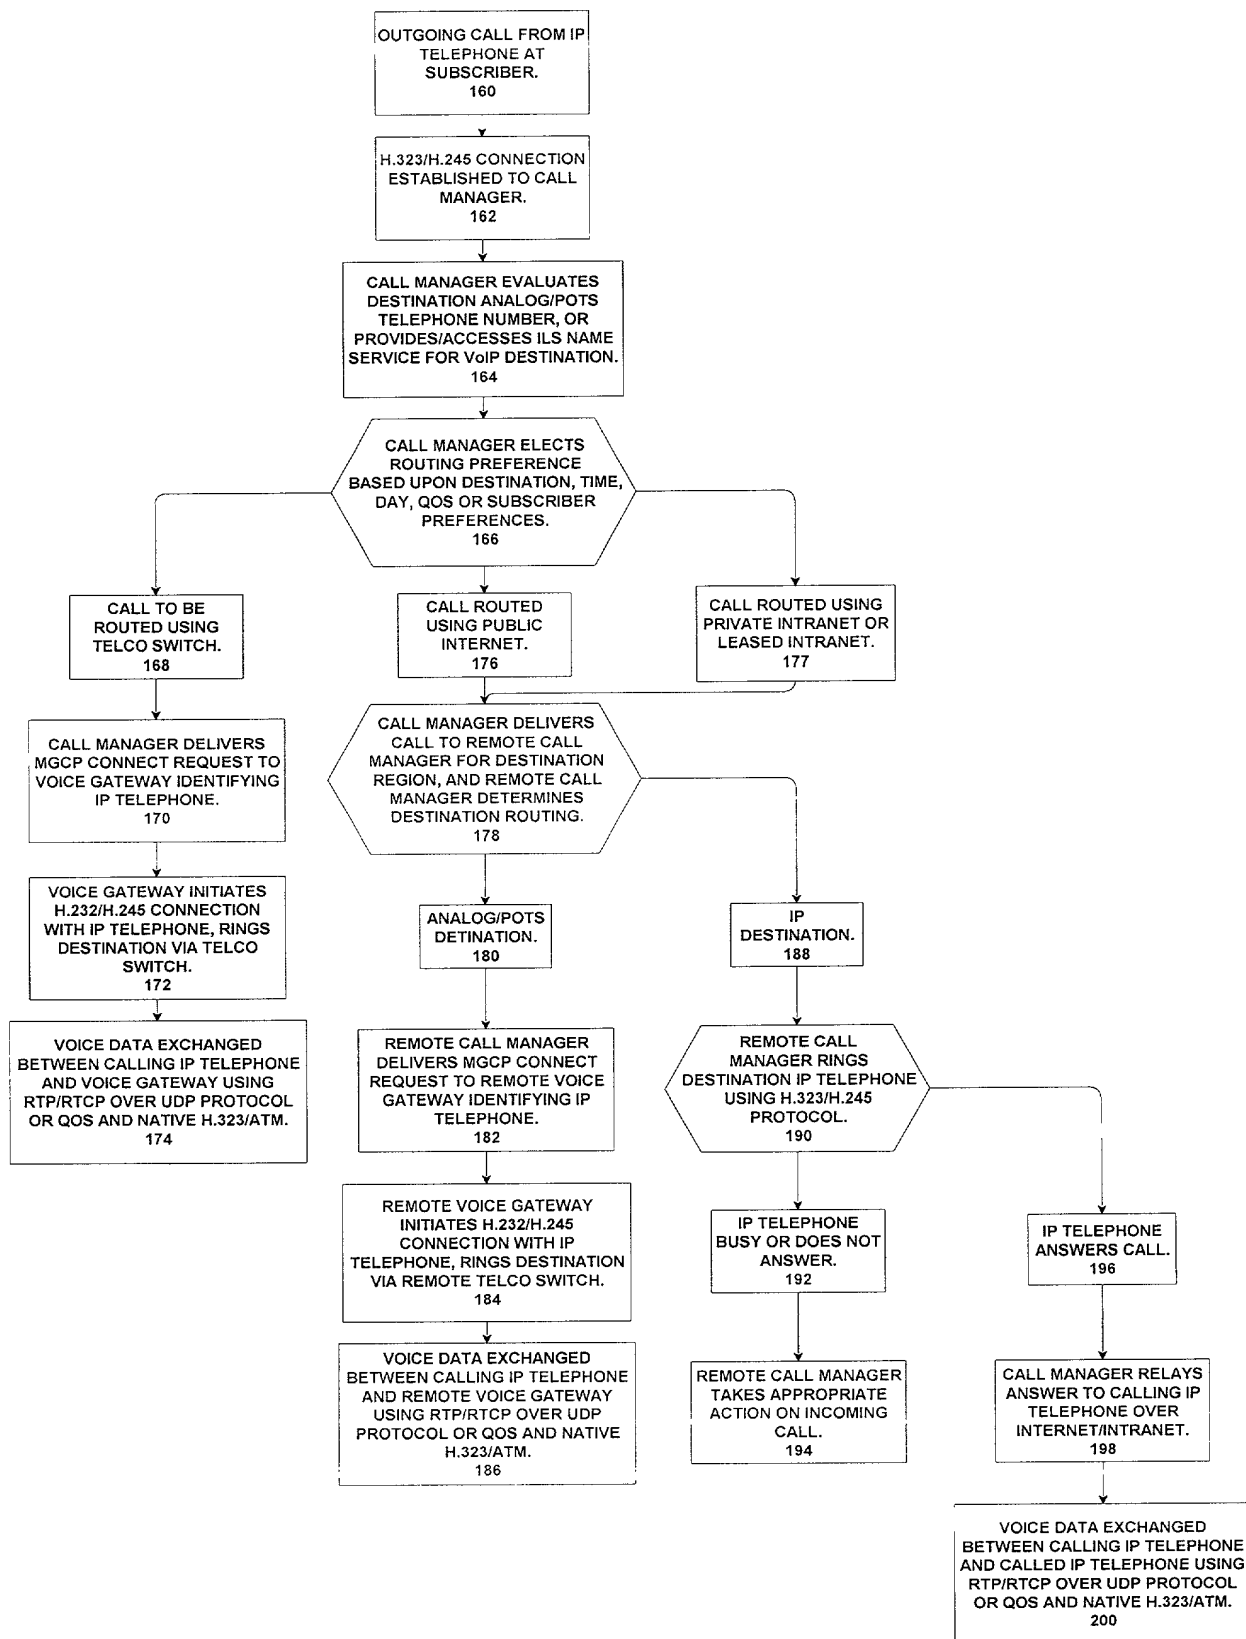 OUTGOING CALL FROM IP
TELEPHONE AT
SUBSCRIBER.
160
H.323/H.245 CONNECTION
ESTABLISHED TO CALL
MANAGER.
162
CALL MANAGER EVALUATES
DESTINATION ANALOG/POTS
TELEPHONE NUMBER, OR
PROVIDES/ACCESSES ILS NAME
SERVICE FOR VoIP DESTINATION.
164
CALL MANAGER ELECTS
ROUTING PREFERENCE
BASED UPON DESTINATION, TIME,
DAY, QOS OR SUBSCRIBER
PREFERENCES.
166
CALL TO BE
ROUTED USING
TELCO SWITCH.
168
CALL ROUTED
USING PUBLIC
INTERNET.
176
CALL ROUTED USING
PRIVATE INTRANET OR
LEASED INTRANET.
177
CALL MANAGER DELIVERS
MGCP CONNECT REQUEST TO
VOICE GATEWAY IDENTIFYING
IP TELEPHONE.
170
CALL MANAGER DELIVERS
CALL TO REMOTE CALL
MANAGER FOR DESTINATION
REGION, AND REMOTE CALL
MANAGER DETERMINES
DESTINATION ROUTING.
178
VOICE GATEWAY INITIATES
H.232/H.245 CONNECTION
WITH IP TELEPHONE, RINGS
DESTINATION VIA TELCO
SWITCH.
172
ANALOG/POTS
DETINATION.
180
IP
DESTINATION.
188
VOICE DATA EXCHANGED
BETWEEN CALLING IP TELEPHONE
AND VOICE GATEWAY USING
RTP/RTCP OVER UDP PROTOCOL
OR QOS AND NATIVE H.323/ATM.
174
REMOTE CALL MANAGER
DELIVERS MGCP CONNECT
REQUEST TO REMOTE VOICE
GATEWAY IDENTIFYING IP
TELEPHONE.
182
REMOTE CALL
MANAGER RINGS
DESTINATION IP TELEPHONE
USING H.323/H.245
PROTOCOL.
190
REMOTE VOICE GATEWAY
INITIATES H.232/H.245
CONNECTION WITH IP
TELEPHONE, RINGS DESTINATION
VIA REMOTE TELCO SWITCH.
184
IP TELEPHONE
BUSY OR DOES NOT
ANSWER.
192
IP TELEPHONE
ANSWERS CALL.
196
VOICE DATA EXCHANGED
BETWEEN CALLING IP TELEPHONE
AND REMOTE VOICE GATEWAY
USING RTP/RTCP OVER UDP
PROTOCOL OR QOS AND NATIVE
H.323/ATM.
186
REMOTE CALL MANAGER
TAKES APPROPRIATE
ACTION ON INCOMING
CALL.
194
CALL MANAGER RELAYS
ANSWER TO CALLING IP
TELEPHONE OVER
INTERNET/INTRANET.
198
VOICE DATA EXCHANGED
BETWEEN CALLING IP TELEPHONE
AND CALLED IP TELEPHONE USING
RTP/RTCP OVER UDP PROTOCOL
OR QOS AND NATIVE H.323/ATM.
200